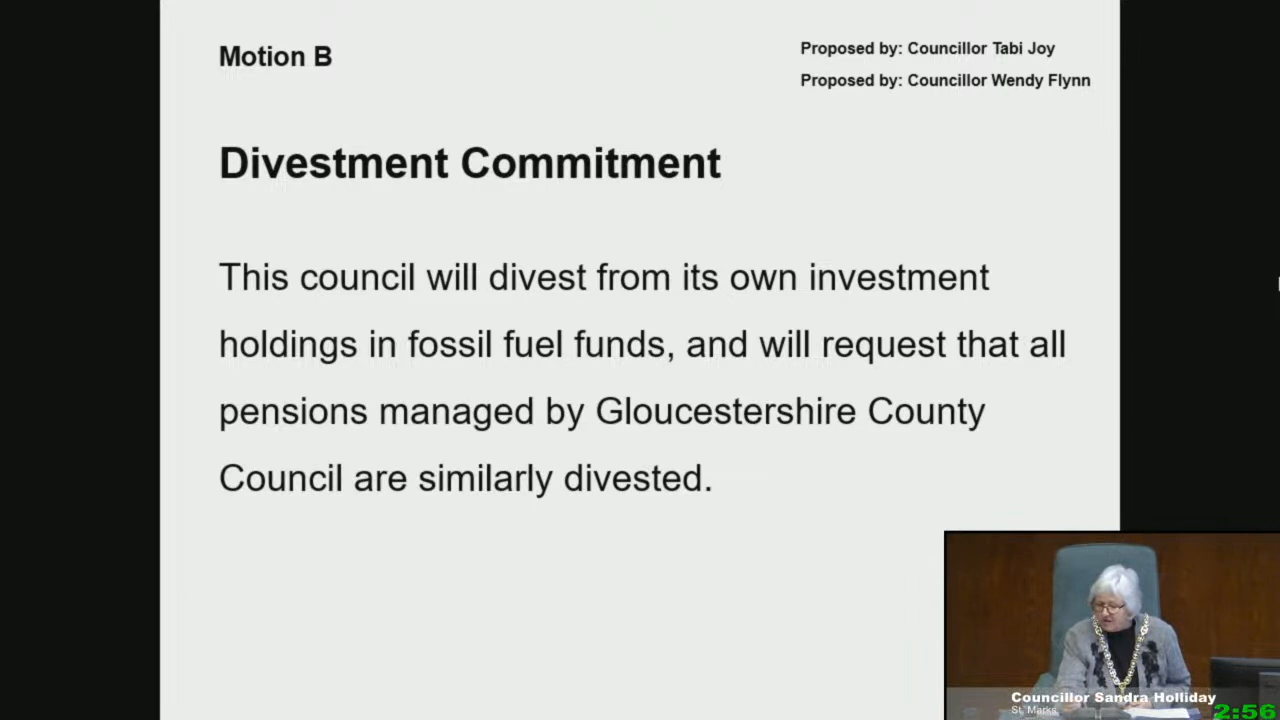 Motion B
Proposed by: Councillor Tabi Joy
Proposed by: Councillor Wendy Flynn
Divestment Commitment
This council will divest from its own investment
holdings in fossil fuel funds, and will request that all
pensions managed by Gloucestershire County
Council are similarly divested.
Councillor Sandra Holliday
St. Marks
2:56